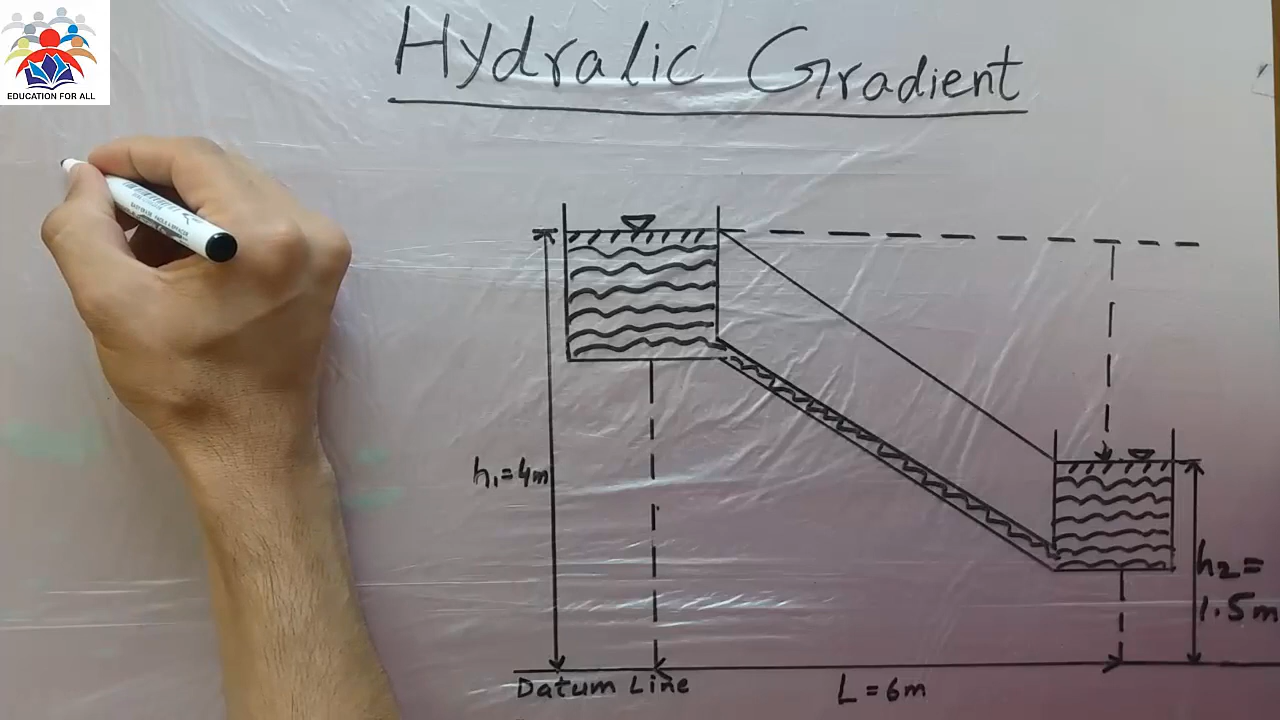 EDUCATION FOR ALL
Hydralic Gradient
h1=4m
h2=
1.5m
Datum Line
L=6m